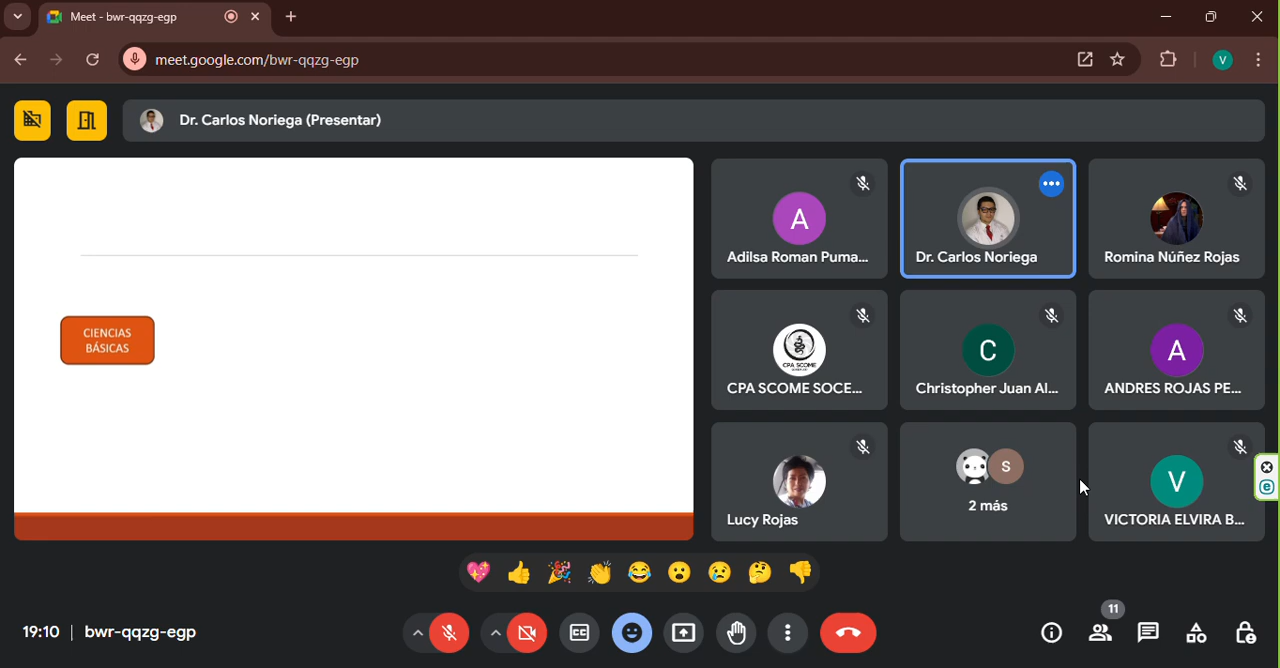 Meet - bwr-qqzg-egp
meet.google.com/bwr-qqzg-egp
V
Dr. Carlos Noriega (Presentar)
CIENCIAS
BÁSICAS
A
Adilsa Roman Puma...
Dr. Carlos Noriega
Romina Núñez Rojas
CPA SCOME
CPA SCOME SOCE...
C
Christopher Juan Al...
A
ANDRES ROJAS PE...
Lucy Rojas
S
2 más
V
VICTORIA ELVIRA B...
19:10 | bwr-qqzg-egp
CC
11